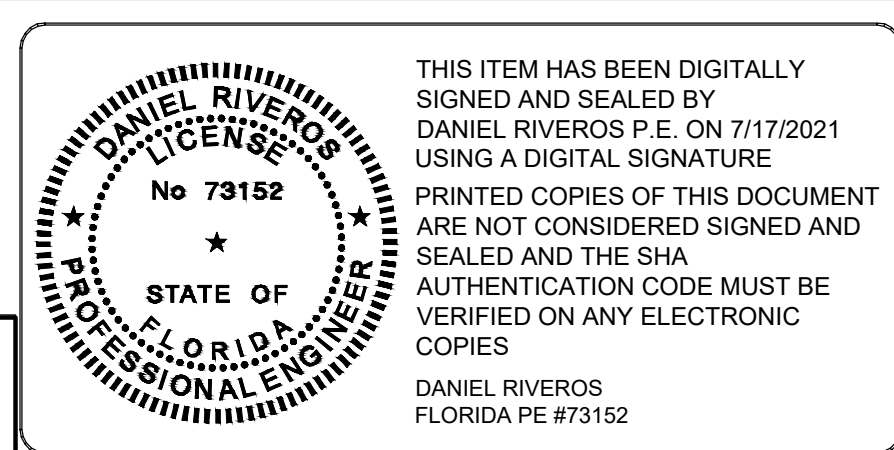 DANIEL RIVEROS
LICENSE
No 73152
STATE OF
FLORIDA
PROFESSIONAL ENGINEER
THIS ITEM HAS BEEN DIGITALLY
SIGNED AND SEALED BY
DANIEL RIVEROS P.E. ON 7/17/2021
USING A DIGITAL SIGNATURE
PRINTED COPIES OF THIS DOCUMENT
ARE NOT CONSIDERED SIGNED AND
SEALED AND THE SHA
AUTHENTICATION CODE MUST BE
VERIFIED ON ANY ELECTRONIC
COPIES
DANIEL RIVEROS
FLORIDA PE #73152